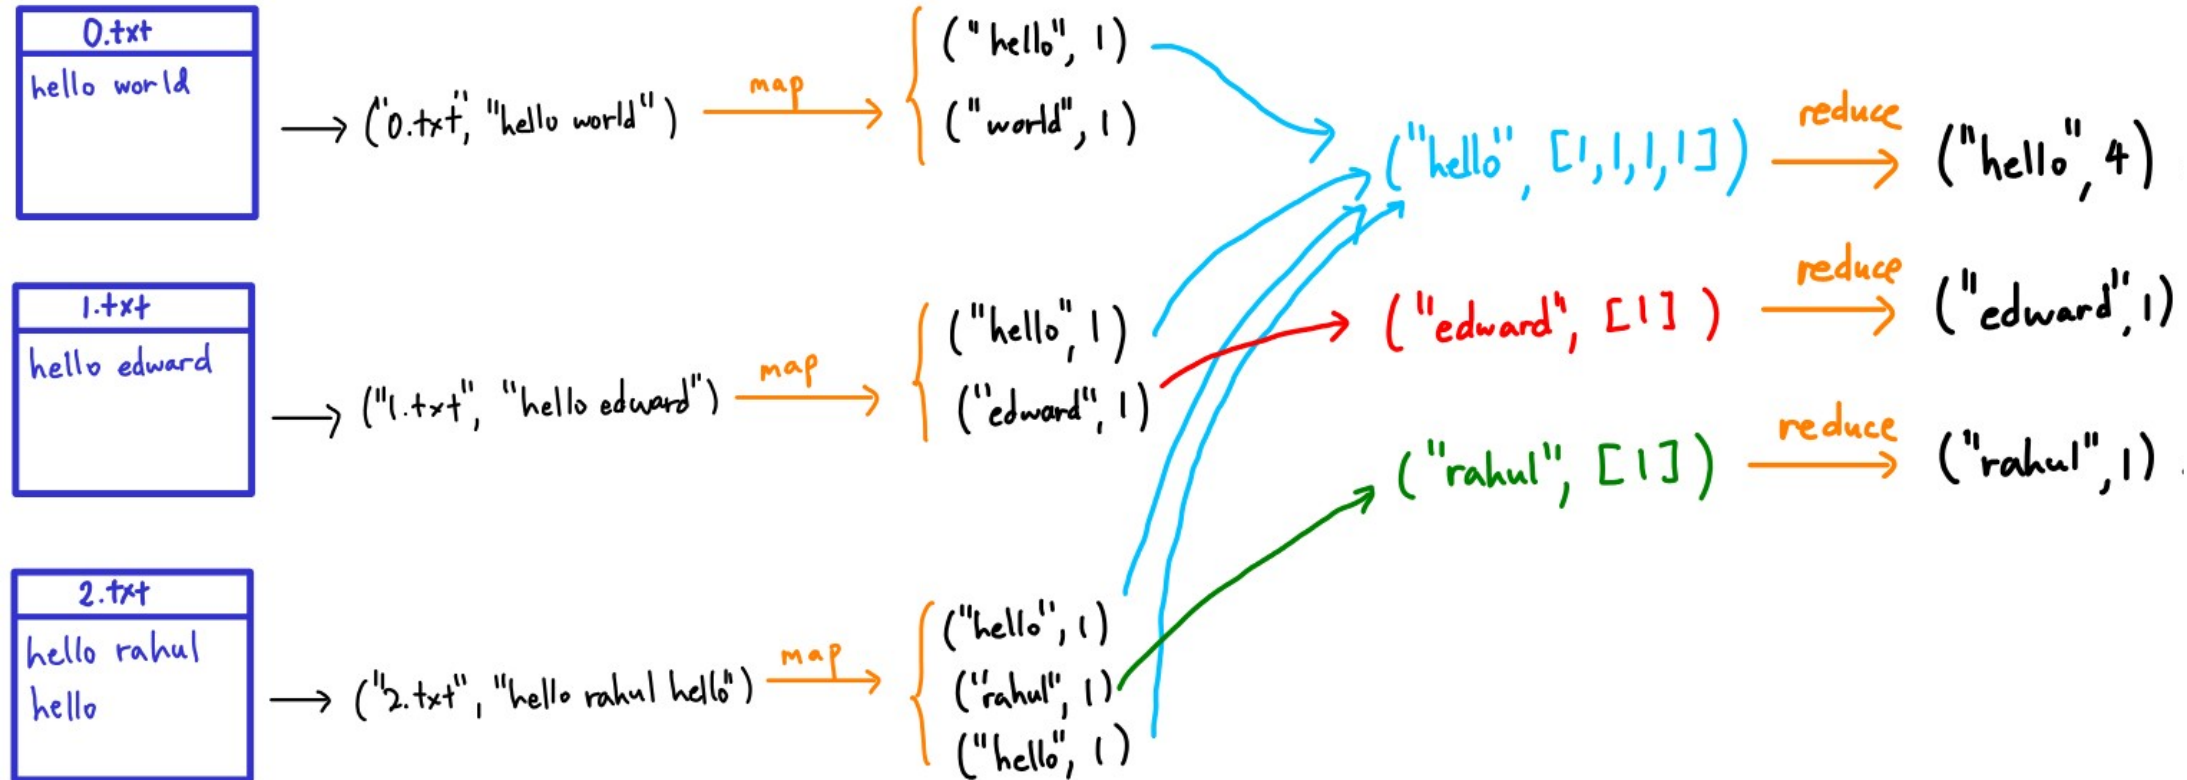 0.txt
hello world
("0.txt", "hello world")
map
("hello", 1)
("world", 1)
1.txt
hello edward
("1.txt", "hello edward")
map
("hello", 1)
("edward", 1)
2.txt
hello rahul
hello
("2.txt", "hello rahul hello")
map
("hello", 1)
("rahul", 1)
("hello", 1)
("hello", [1,1,1,1])
reduce
("hello", 4)
("edward", [1])
reduce
("edward", 1)
("rahul", [1])
reduce
("rahul", 1)